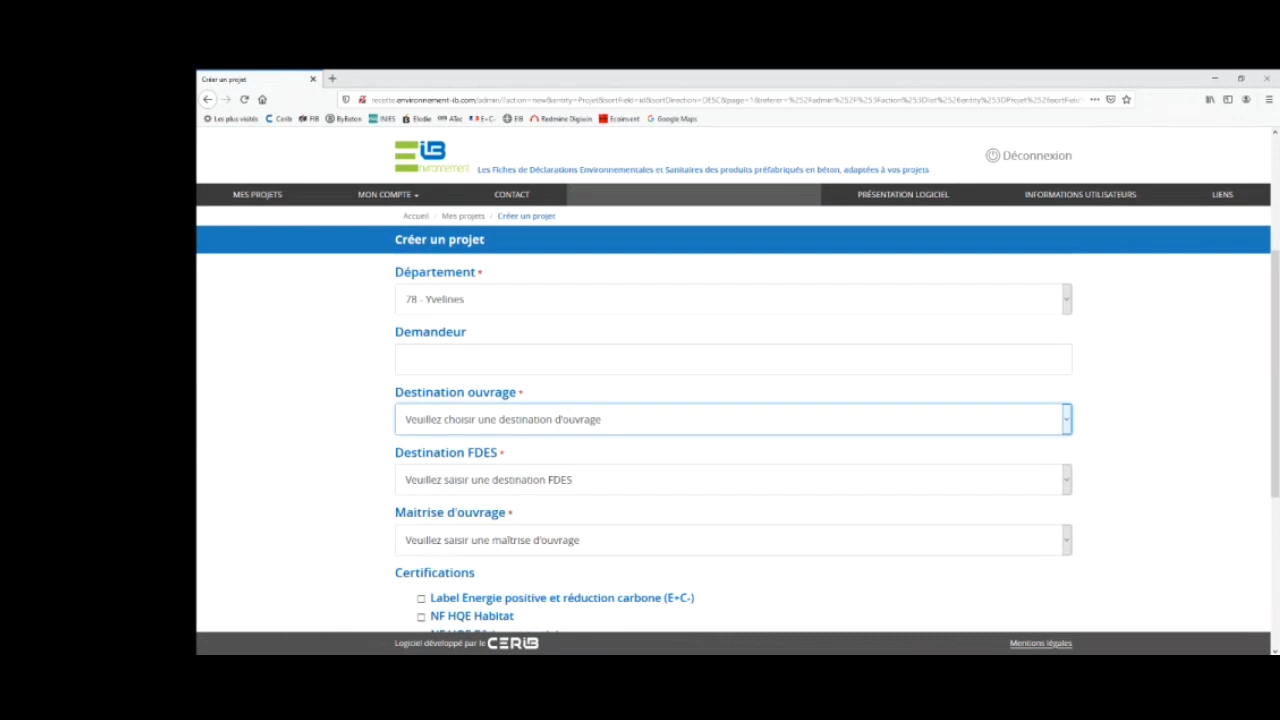 Créer un projet
Les plus visités Cerib FIB ByBeton INIES Elodie ATec E+C- EIB Redmine Digiwin Ecoinvent Google Maps
EIB
environnement
Les Fiches de Déclarations Environnementales et Sanitaires des produits préfabriqués en béton, adaptées à vos projets
Déconnexion
MES PROJETS MON COMPTE CONTACT PRÉSENTATION LOGICIEL INFORMATIONS UTILISATEURS LIENS
Accueil / Mes projets / Créer un projet
Créer un projet
Département *
78 - Yvelines
Demandeur
Destination ouvrage *
Veuillez choisir une destination d'ouvrage
Destination FDES *
Veuillez saisir une destination FDES
Maitrise d'ouvrage *
Veuillez saisir une maîtrise d'ouvrage
Certifications
Label Energie positive et réduction carbone (E+C-)
NF HQE Habitat
Logiciel développé par le CERIB
Mentions légales